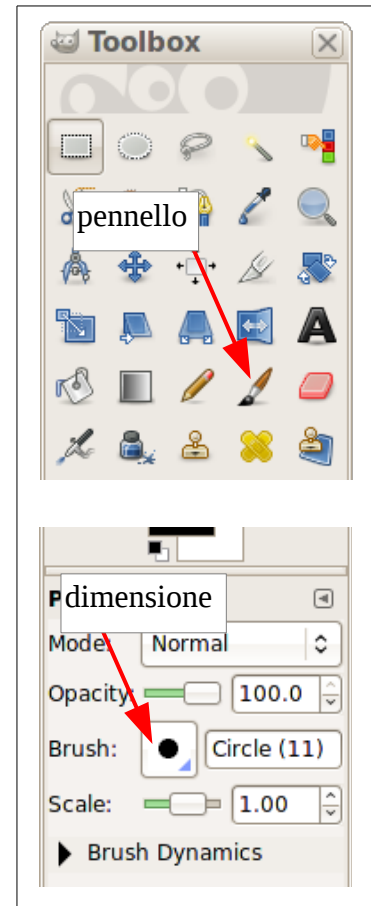 Toolbox
pennello
A
P
dimensione
Mode: Normal
Opacity: 100.0
Brush: Circle (11)
Scale: 1.00
Brush Dynamics